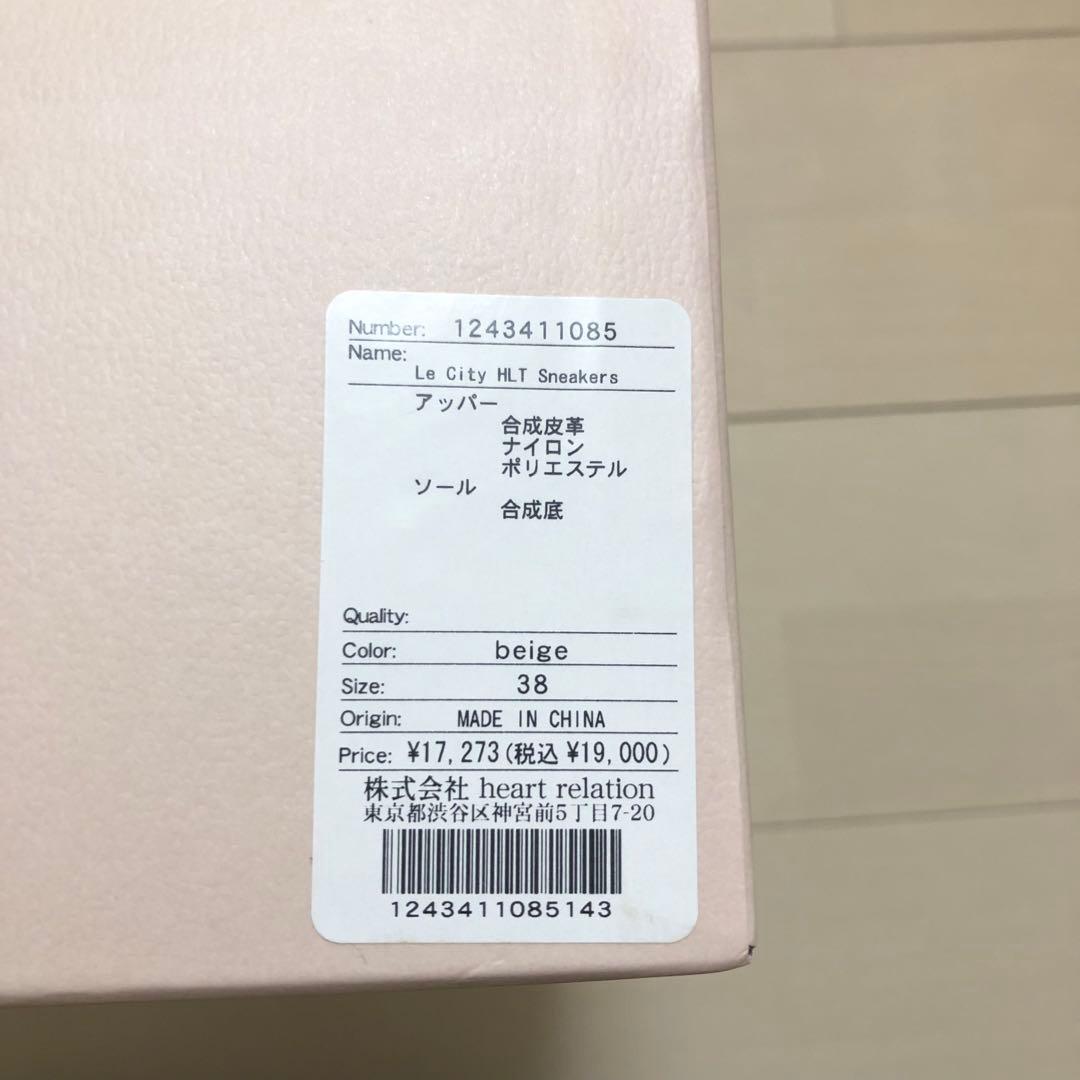 Number: 1243411085
Name:
Le City HLT Sneakers
アッパー
合成皮革
ナイロン
ポリエステル
ソール
合成底
Quality:
Color: beige
Size: 38
Origin: MADE IN CHINA
Price: ¥17,273(税込 ¥19,000)
株式会社 heart relation
東京都渋谷区神宮前5丁目7-20
1243411085143